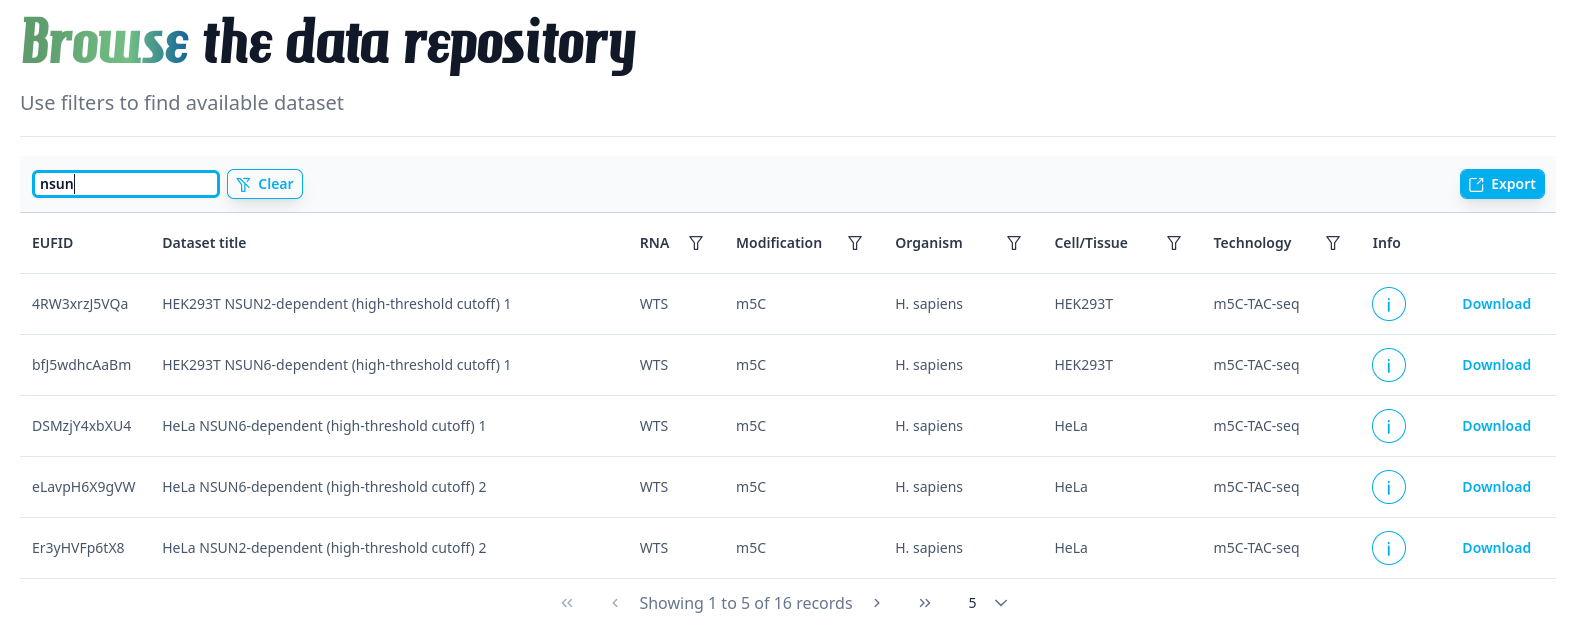 Browse the data repository
Use filters to find available dataset
nsun Clear Export
EUFID Dataset title RNA Modification Organism Cell/Tissue Technology Info
4RW3xrzJ5VQa HEK293T NSUN2-dependent (high-threshold cutoff) 1 WTS m5C H. sapiens HEK293T m5C-TAC-seq i Download
bfJ5wdhcAaBm HEK293T NSUN6-dependent (high-threshold cutoff) 1 WTS m5C H. sapiens HEK293T m5C-TAC-seq i Download
DSMzjY4xbXU4 HeLa NSUN6-dependent (high-threshold cutoff) 1 WTS m5C H. sapiens HeLa m5C-TAC-seq i Download
eLavpH6X9gVW HeLa NSUN6-dependent (high-threshold cutoff) 2 WTS m5C H. sapiens HeLa m5C-TAC-seq i Download
Er3yHVFp6tX8 HeLa NSUN2-dependent (high-threshold cutoff) 2 WTS m5C H. sapiens HeLa m5C-TAC-seq i Download
« ‹ Showing 1 to 5 of 16 records › » 5